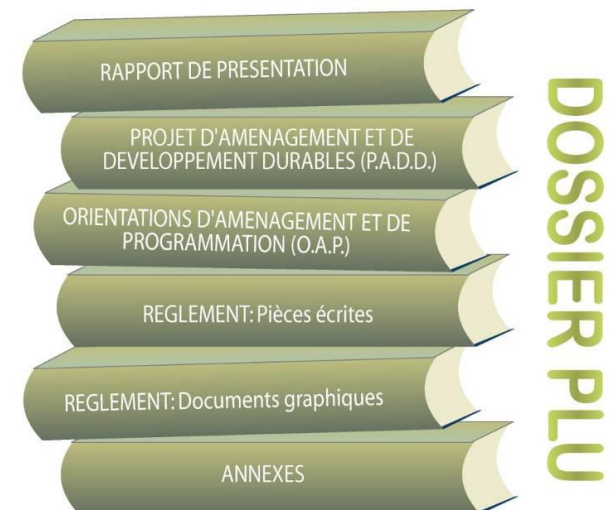 RAPPORT DE PRESENTATION
PROJET D'AMENAGEMENT ET DE
DEVELOPPEMENT DURABLES (P.A.D.D.)
ORIENTATIONS D'AMENAGEMENT ET DE
PROGRAMMATION (O.A.P.)
REGLEMENT: Pièces écrites
REGLEMENT: Documents graphiques
ANNEXES
DOSSIER PLU